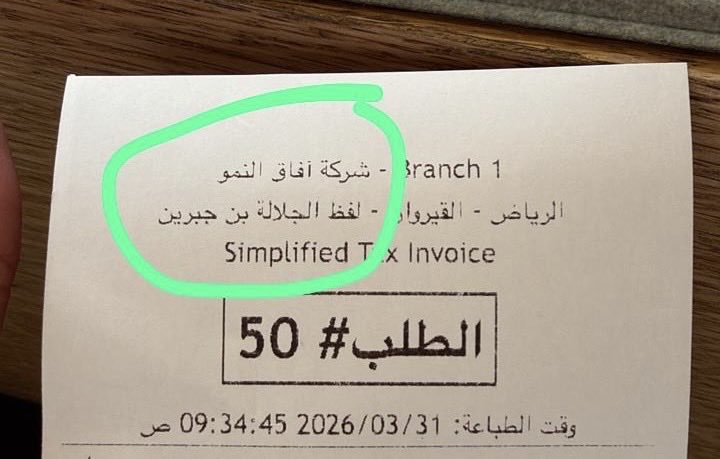 Branch 1 - شركة آفاق النمو
الرياض - القيروان - لفظ الجلالة بن جبرين
Simplified Tax Invoice
الطلب# 50
وقت الطباعة: 2026/03/31 09:34:45 ص